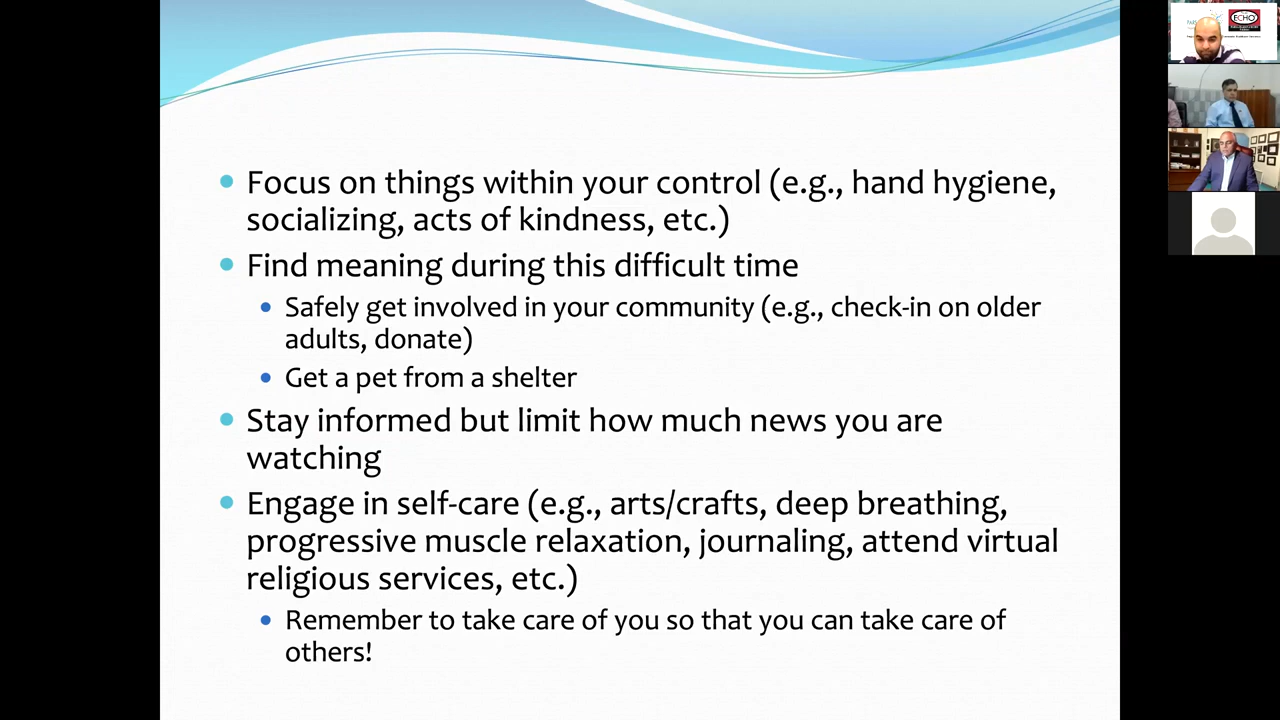 ECHO
• Focus on things within your control (e.g., hand hygiene,
socializing, acts of kindness, etc.)
• Find meaning during this difficult time
• Safely get involved in your community (e.g., check-in on older
adults, donate)
• Get a pet from a shelter
• Stay informed but limit how much news you are
watching
• Engage in self-care (e.g., arts/crafts, deep breathing,
progressive muscle relaxation, journaling, attend virtual
religious services, etc.)
• Remember to take care of you so that you can take care of
others!